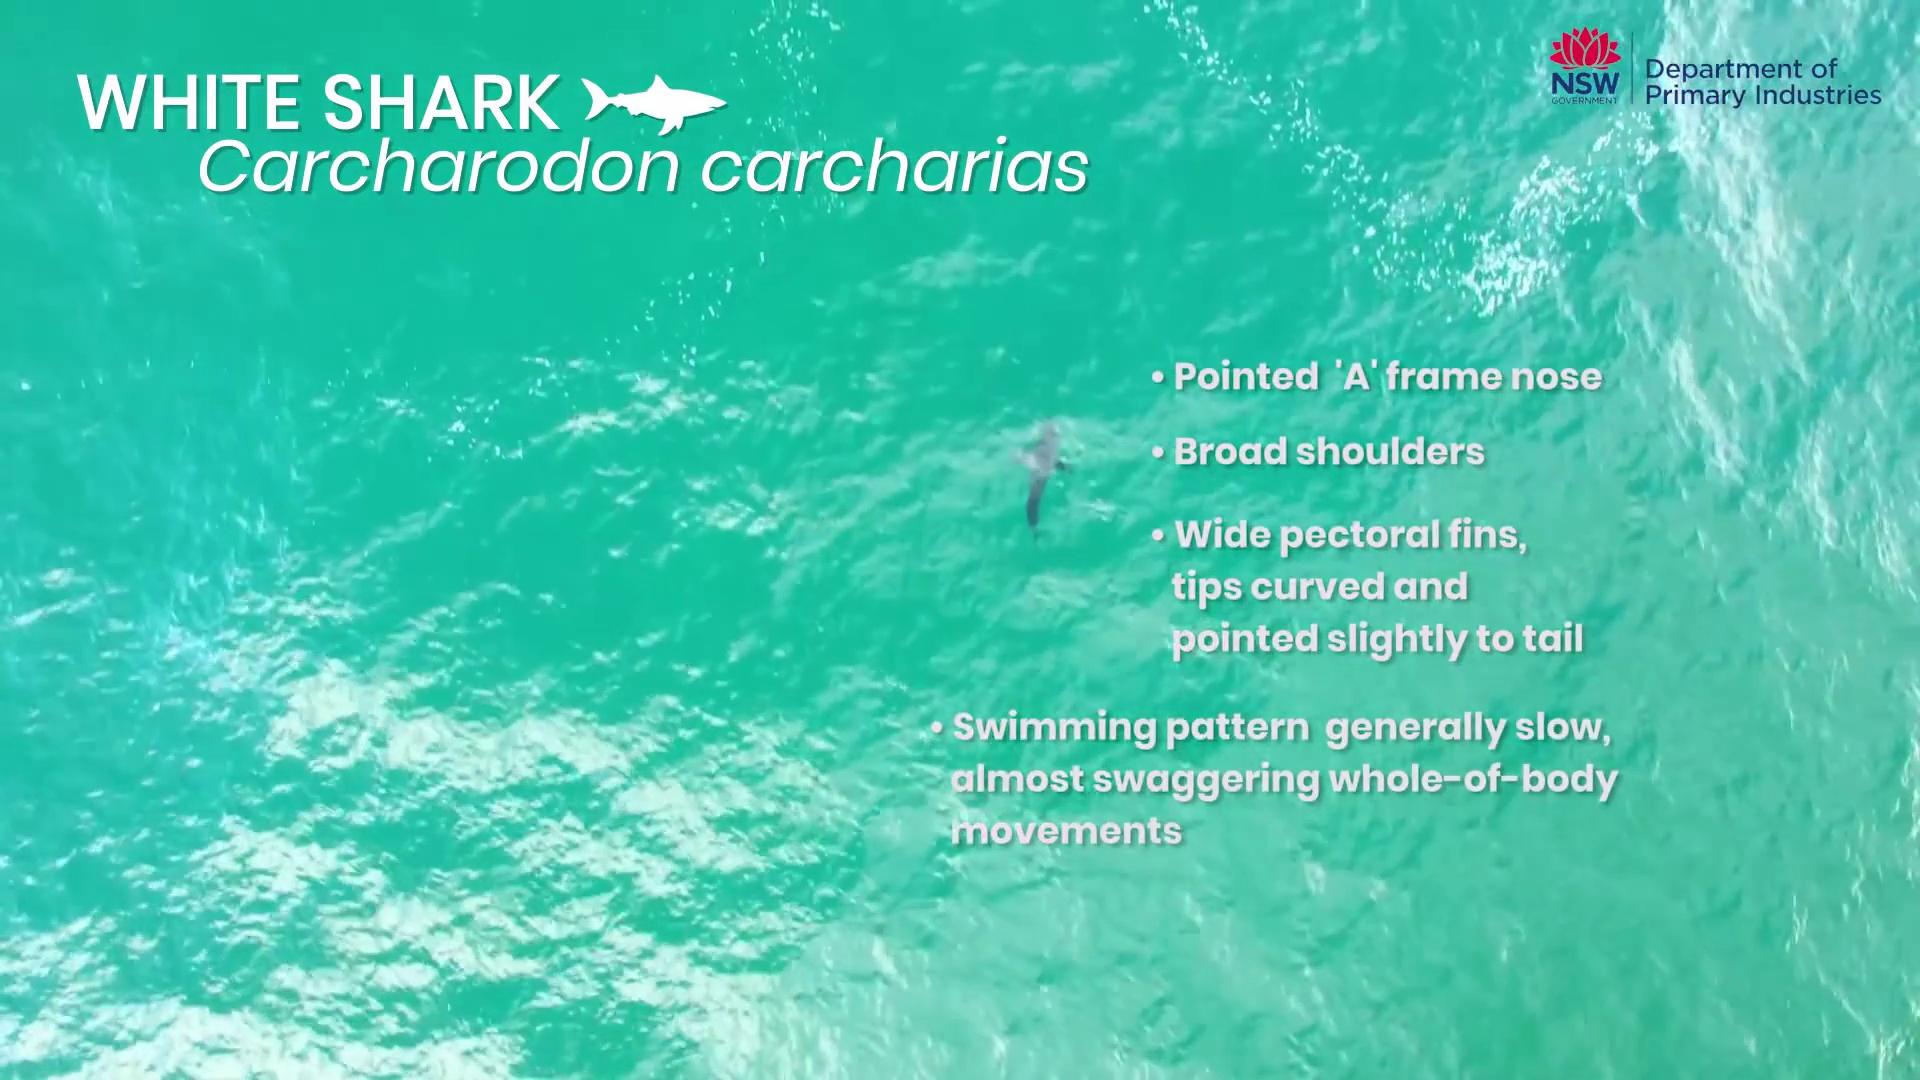 WHITE SHARK
Carcharodon carcharias
NSW
GOVERNMENT
Department of
Primary Industries
• Pointed 'A' frame nose
• Broad shoulders
• Wide pectoral fins,
tips curved and
pointed slightly to tail
• Swimming pattern generally slow,
almost swaggering whole-of-body
movements